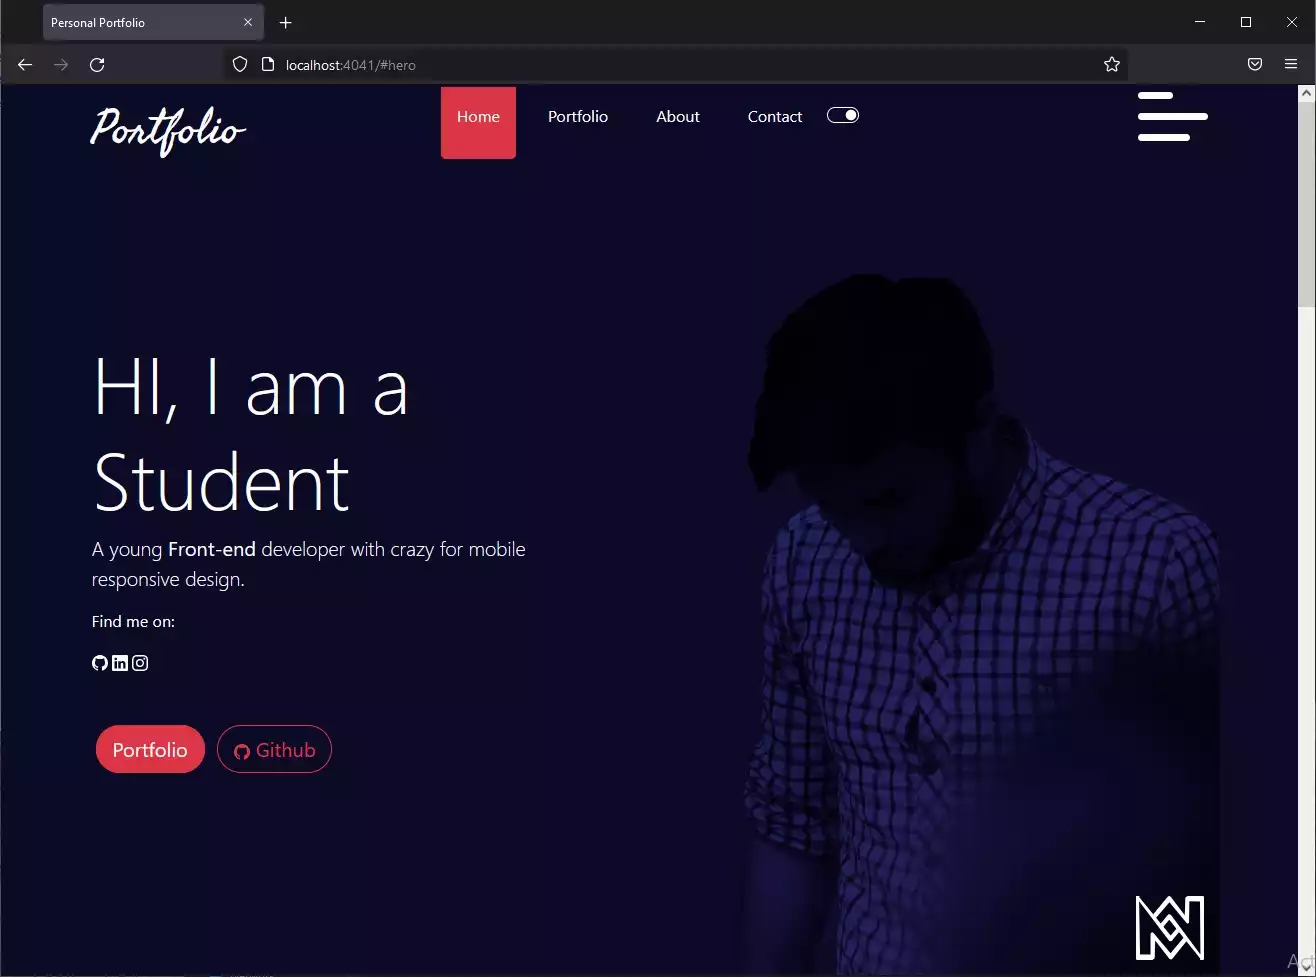 Personal Portfolio
localhost:4041/#hero
Portfolio
Home
Portfolio
About
Contact
HI, I am a
Student
A young Front-end developer with crazy for mobile
responsive design.
Find me on:
Portfolio
Github